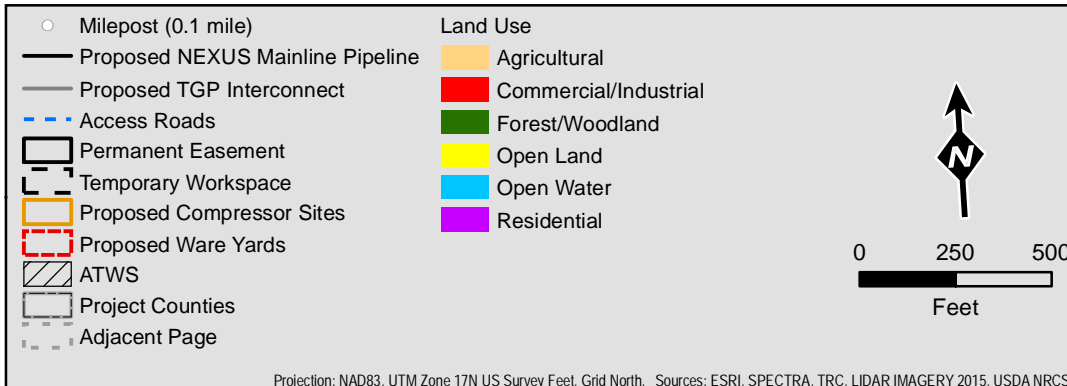 Milepost (0.1 mile)
Proposed NEXUS Mainline Pipeline
Proposed TGP Interconnect
Access Roads
Permanent Easement
Temporary Workspace
Proposed Compressor Sites
Proposed Ware Yards
ATWS
Project Counties
Adjacent Page
Land Use
Agricultural
Commercial/Industrial
Forest/Woodland
Open Land
Open Water
Residential
N
0 250 500
Feet
Projection: NAD83, UTM Zone 17N US Survey Feet, Grid North, Sources: ESRI, SPECTRA, TRC, LIDAR IMAGERY 2015, USDA NRCS